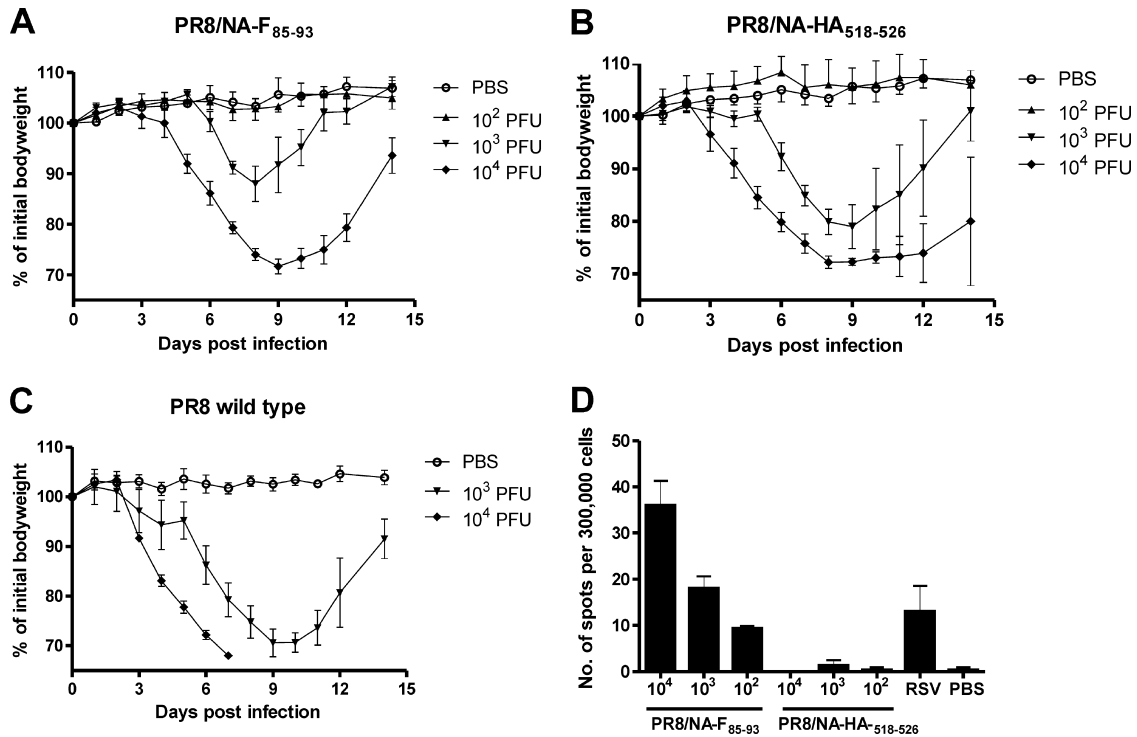 A
PR8/NA-F85-93
% of initial bodyweight
110
100
90
80
70
0 3 6 9 12 15
Days post infection
PBS
10² PFU
10³ PFU
10⁴ PFU
B
PR8/NA-HA518-526
% of initial bodyweight
110
100
90
80
70
0 3 6 9 12 15
Days post infection
PBS
10² PFU
10³ PFU
10⁴ PFU
C
PR8 wild type
% of initial bodyweight
110
100
90
80
70
0 3 6 9 12 15
Days post infection
PBS
10³ PFU
10⁴ PFU
D
No. of spots per 300,000 cells
50
40
30
20
10
0
10⁴ 10³ 10² 10⁴ 10³ 10² RSV PBS
PR8/NA-F85-93 PR8/NA-HA-518-526